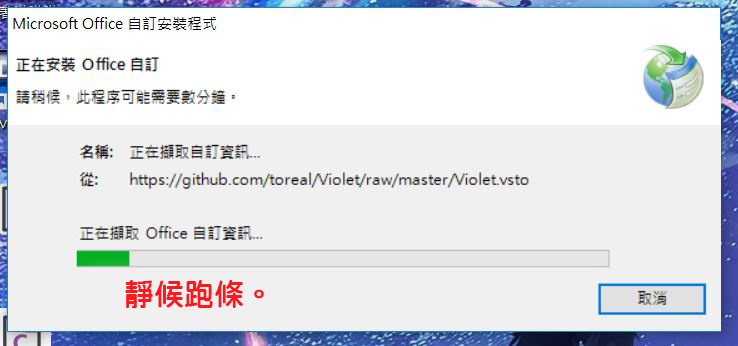 Microsoft Office 自訂安裝程式
正在安裝 Office 自訂
請稍候，此程序可能需要數分鐘。
名稱: 正在擷取自訂資訊...
從: https://github.com/toreal/Violet/raw/master/Violet.vsto
正在擷取 Office 自訂資訊...
靜候跑條。
取消
C